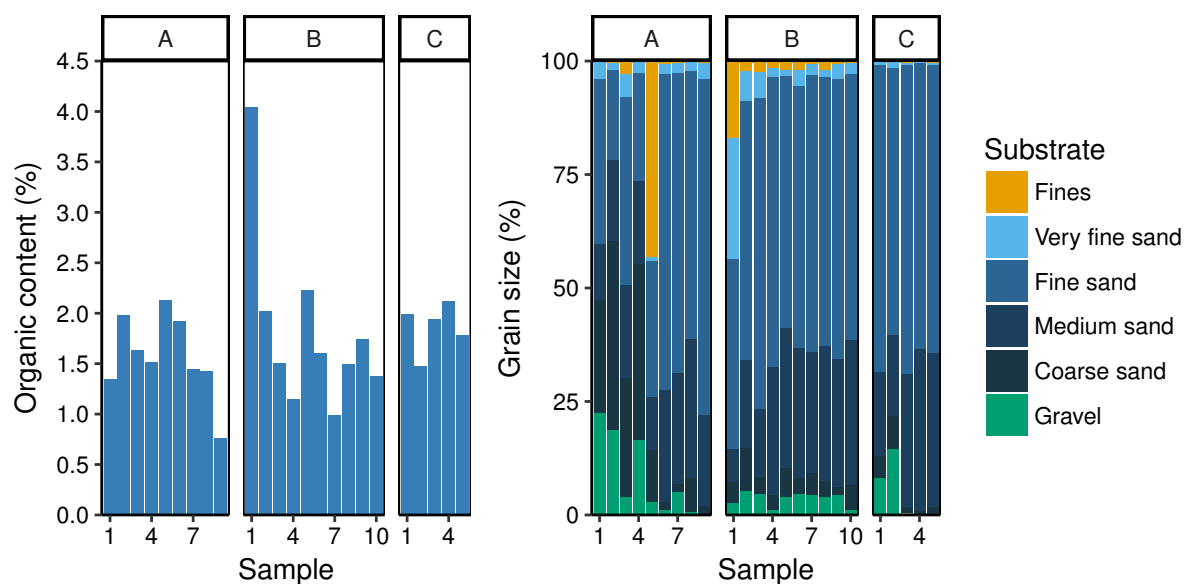 A B C
Organic content (%)
4.5
4.0
3.5
3.0
2.5
2.0
1.5
1.0
0.5
0.0
1 4 7 1 4 7 10 1 4
Sample
A B C
Grain size (%)
100
75
50
25
0
1 4 7 1 4 7 10 1 4
Sample
Substrate
Fines
Very fine sand
Fine sand
Medium sand
Coarse sand
Gravel